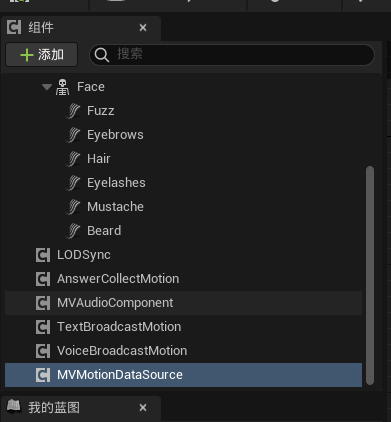 组件
添加
搜索
Face
Fuzz
Eyebrows
Hair
Eyelashes
Mustache
Beard
LODSync
AnswerCollectMotion
MVAudioComponent
TextBroadcastMotion
VoiceBroadcastMotion
MVMotionDataSource
我的蓝图